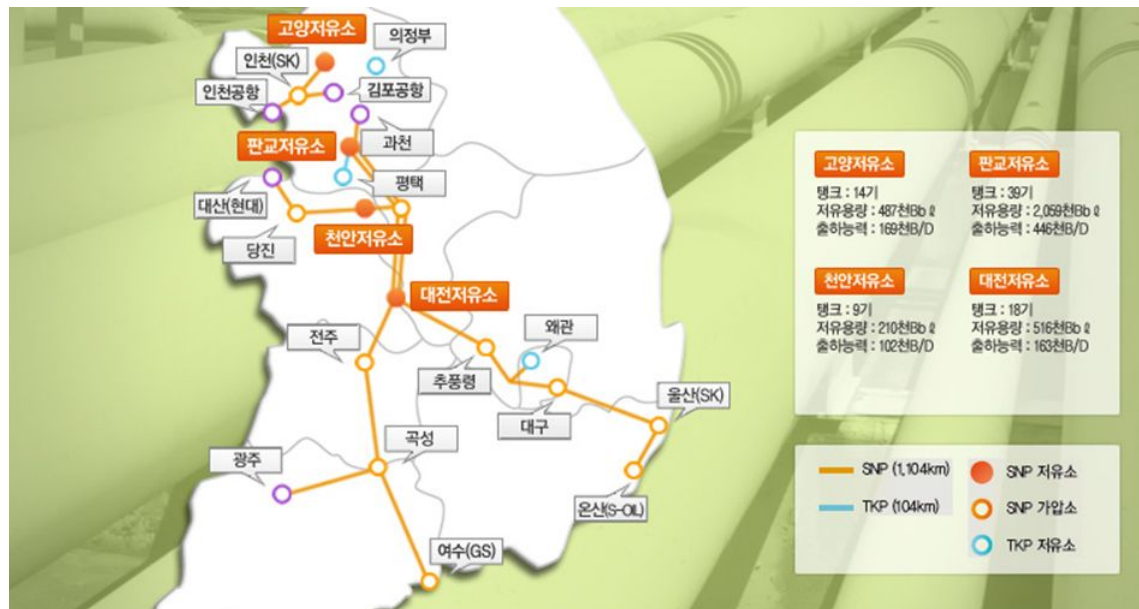 고양저유소
의정부
인천(SK)
인천공항
김포공항
판교저유소
과천
평택
대산(현대)
당진
천안저유소
대전저유소
전주
왜관
추풍령
울산(SK)
대구
곡성
광주
온산(S-OIL)
여수(GS)
고양저유소
탱크 : 14기
저유용량 : 487천Bb ℓ
출하능력 : 169천B/D
판교저유소
탱크 : 39기
저유용량 : 2,059천Bb ℓ
출하능력 : 446천B/D
천안저유소
탱크 : 9기
저유용량 : 210천Bb ℓ
출하능력 : 102천B/D
대전저유소
탱크 : 18기
저유용량 : 516천Bb ℓ
출하능력 : 163천B/D
SNP (1,104km)
TKP (104km)
SNP 저유소
SNP 가압소
TKP 저유소